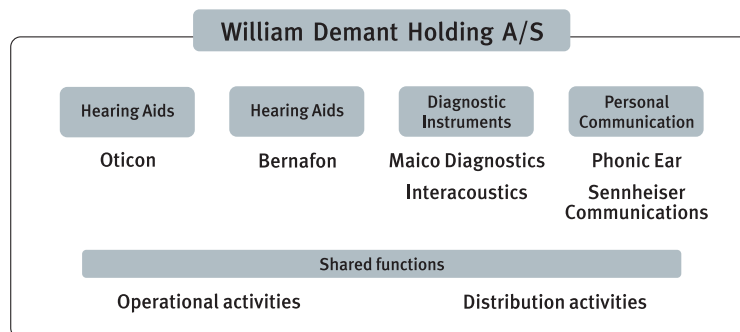 William Demant Holding A/S
Hearing Aids
Oticon
Hearing Aids
Bernafon
Diagnostic
Instruments
Maico Diagnostics
Interacoustics
Personal
Communication
Phonic Ear
Sennheiser
Communications
Shared functions
Operational activities
Distribution activities